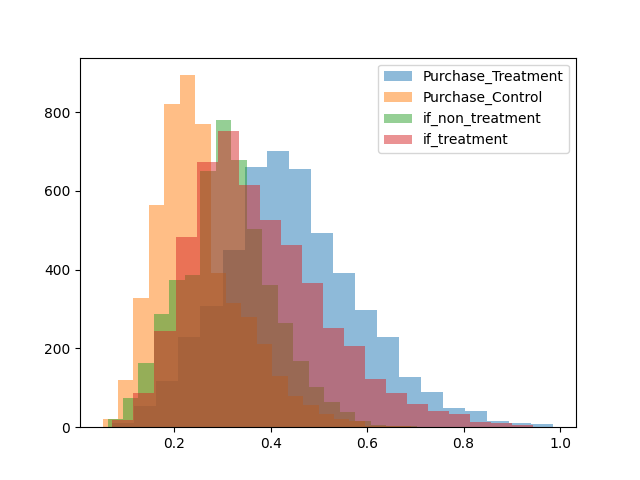 Purchase_Treatment
Purchase_Control
if_non_treatment
if_treatment
800
600
400
200
0
0.2 0.4 0.6 0.8 1.0